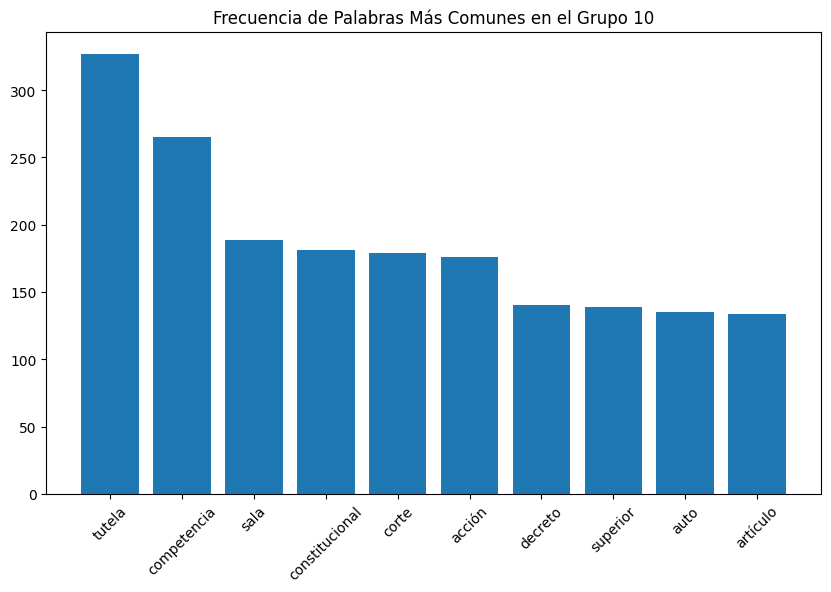 Frecuencia de Palabras Más Comunes en el Grupo 10
300
250
200
150
100
50
0
tutela
competencia
sala
constitucional
corte
acción
decreto
superior
auto
artículo